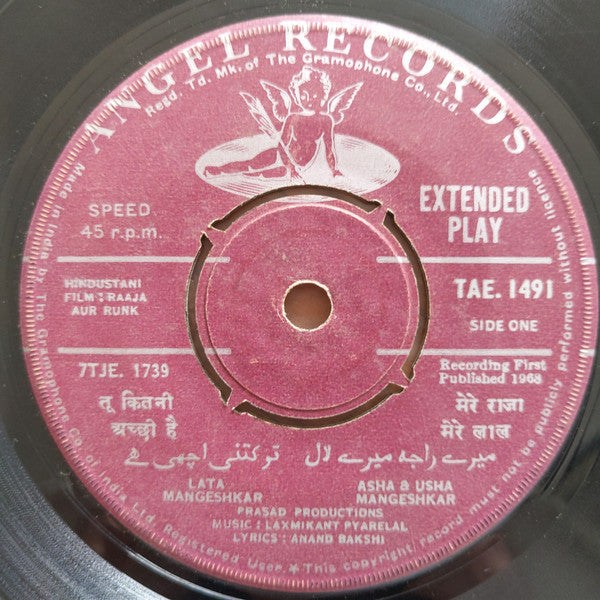 ANGEL RECORDS
Regd. Td. Mk. of The Gramophone Co., Ltd.
SPEED
45 r.p.m.
EXTENDED
PLAY
HINDUSTANI
FILM : RAAJA
AUR RUNK
TAE. 1491
SIDE ONE
7TJE. 1739
Recording First
Published 1968
तू कितनी
अच्छी है
मेरे राजा
मेरे लाल
میرے راجہ میرے لال تو کتنی اچھی ہے
LATA
MANGESHKAR
ASHA & USHA
MANGESHKAR
PRASAD PRODUCTIONS
MUSIC : LAXMIKANT PYARELAL
LYRICS : ANAND BAKSHI
Made in India by The Gramophone Co. of India Ltd. Registered User. ★ This copyright record must not be publicly performed without licence